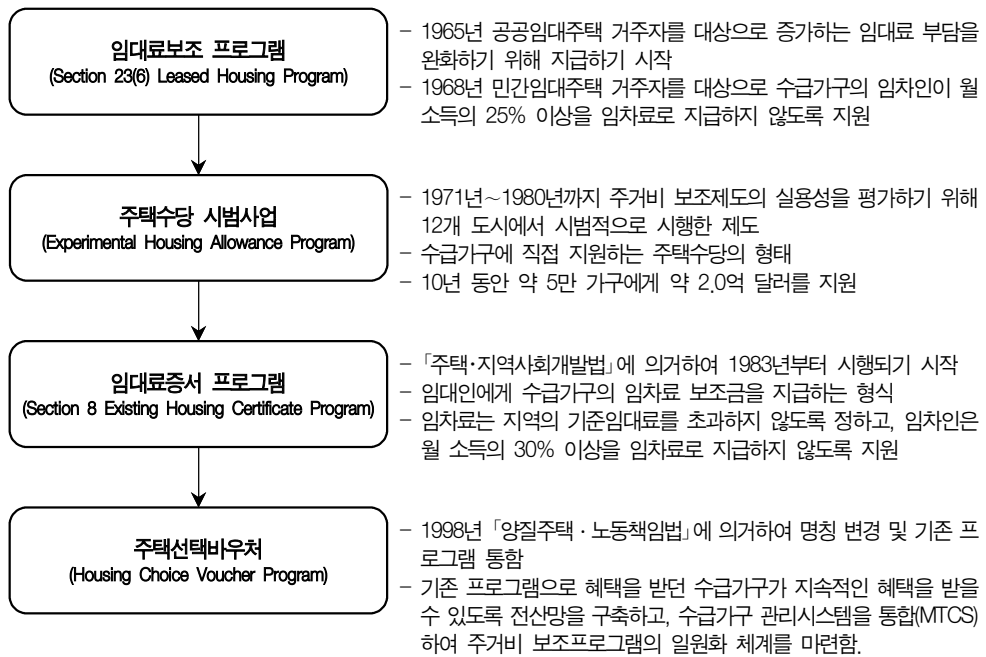 임대료보조 프로그램
(Section 23(6) Leased Housing Program)
- 1965년 공공임대주택 거주자를 대상으로 증가하는 임대료 부담을
완화하기 위해 지급하기 시작
- 1968년 민간임대주택 거주자를 대상으로 수급가구의 임차인이 월
소득의 25% 이상을 임차료로 지급하지 않도록 지원
주택수당 시범사업
(Experimental Housing Allowance Program)
- 1971년~1980년까지 주거비 보조제도의 실용성을 평가하기 위해
12개 도시에서 시범적으로 시행한 제도
- 수급가구에 직접 지원하는 주택수당의 형태
- 10년 동안 약 5만 가구에게 약 2.0억 달러를 지원
임대료증서 프로그램
(Section 8 Existing Housing Certificate Program)
- 「주택·지역사회개발법」에 의거하여 1983년부터 시행되기 시작
- 임대인에게 수급가구의 임차료 보조금을 지급하는 형식
- 임차료는 지역의 기준임대료를 초과하지 않도록 정하고, 임차인은
월 소득의 30% 이상을 임차료로 지급하지 않도록 지원
주택선택바우처
(Housing Choice Voucher Program)
- 1998년 「양질주택·노동책임법」에 의거하여 명칭 변경 및 기존 프
로그램 통합
- 기존 프로그램으로 혜택을 받던 수급가구가 지속적인 혜택을 받을
수 있도록 전산망을 구축하고, 수급가구 관리시스템을 통합(MTCS)
하여 주거비 보조프로그램의 일원화 체계를 마련함.